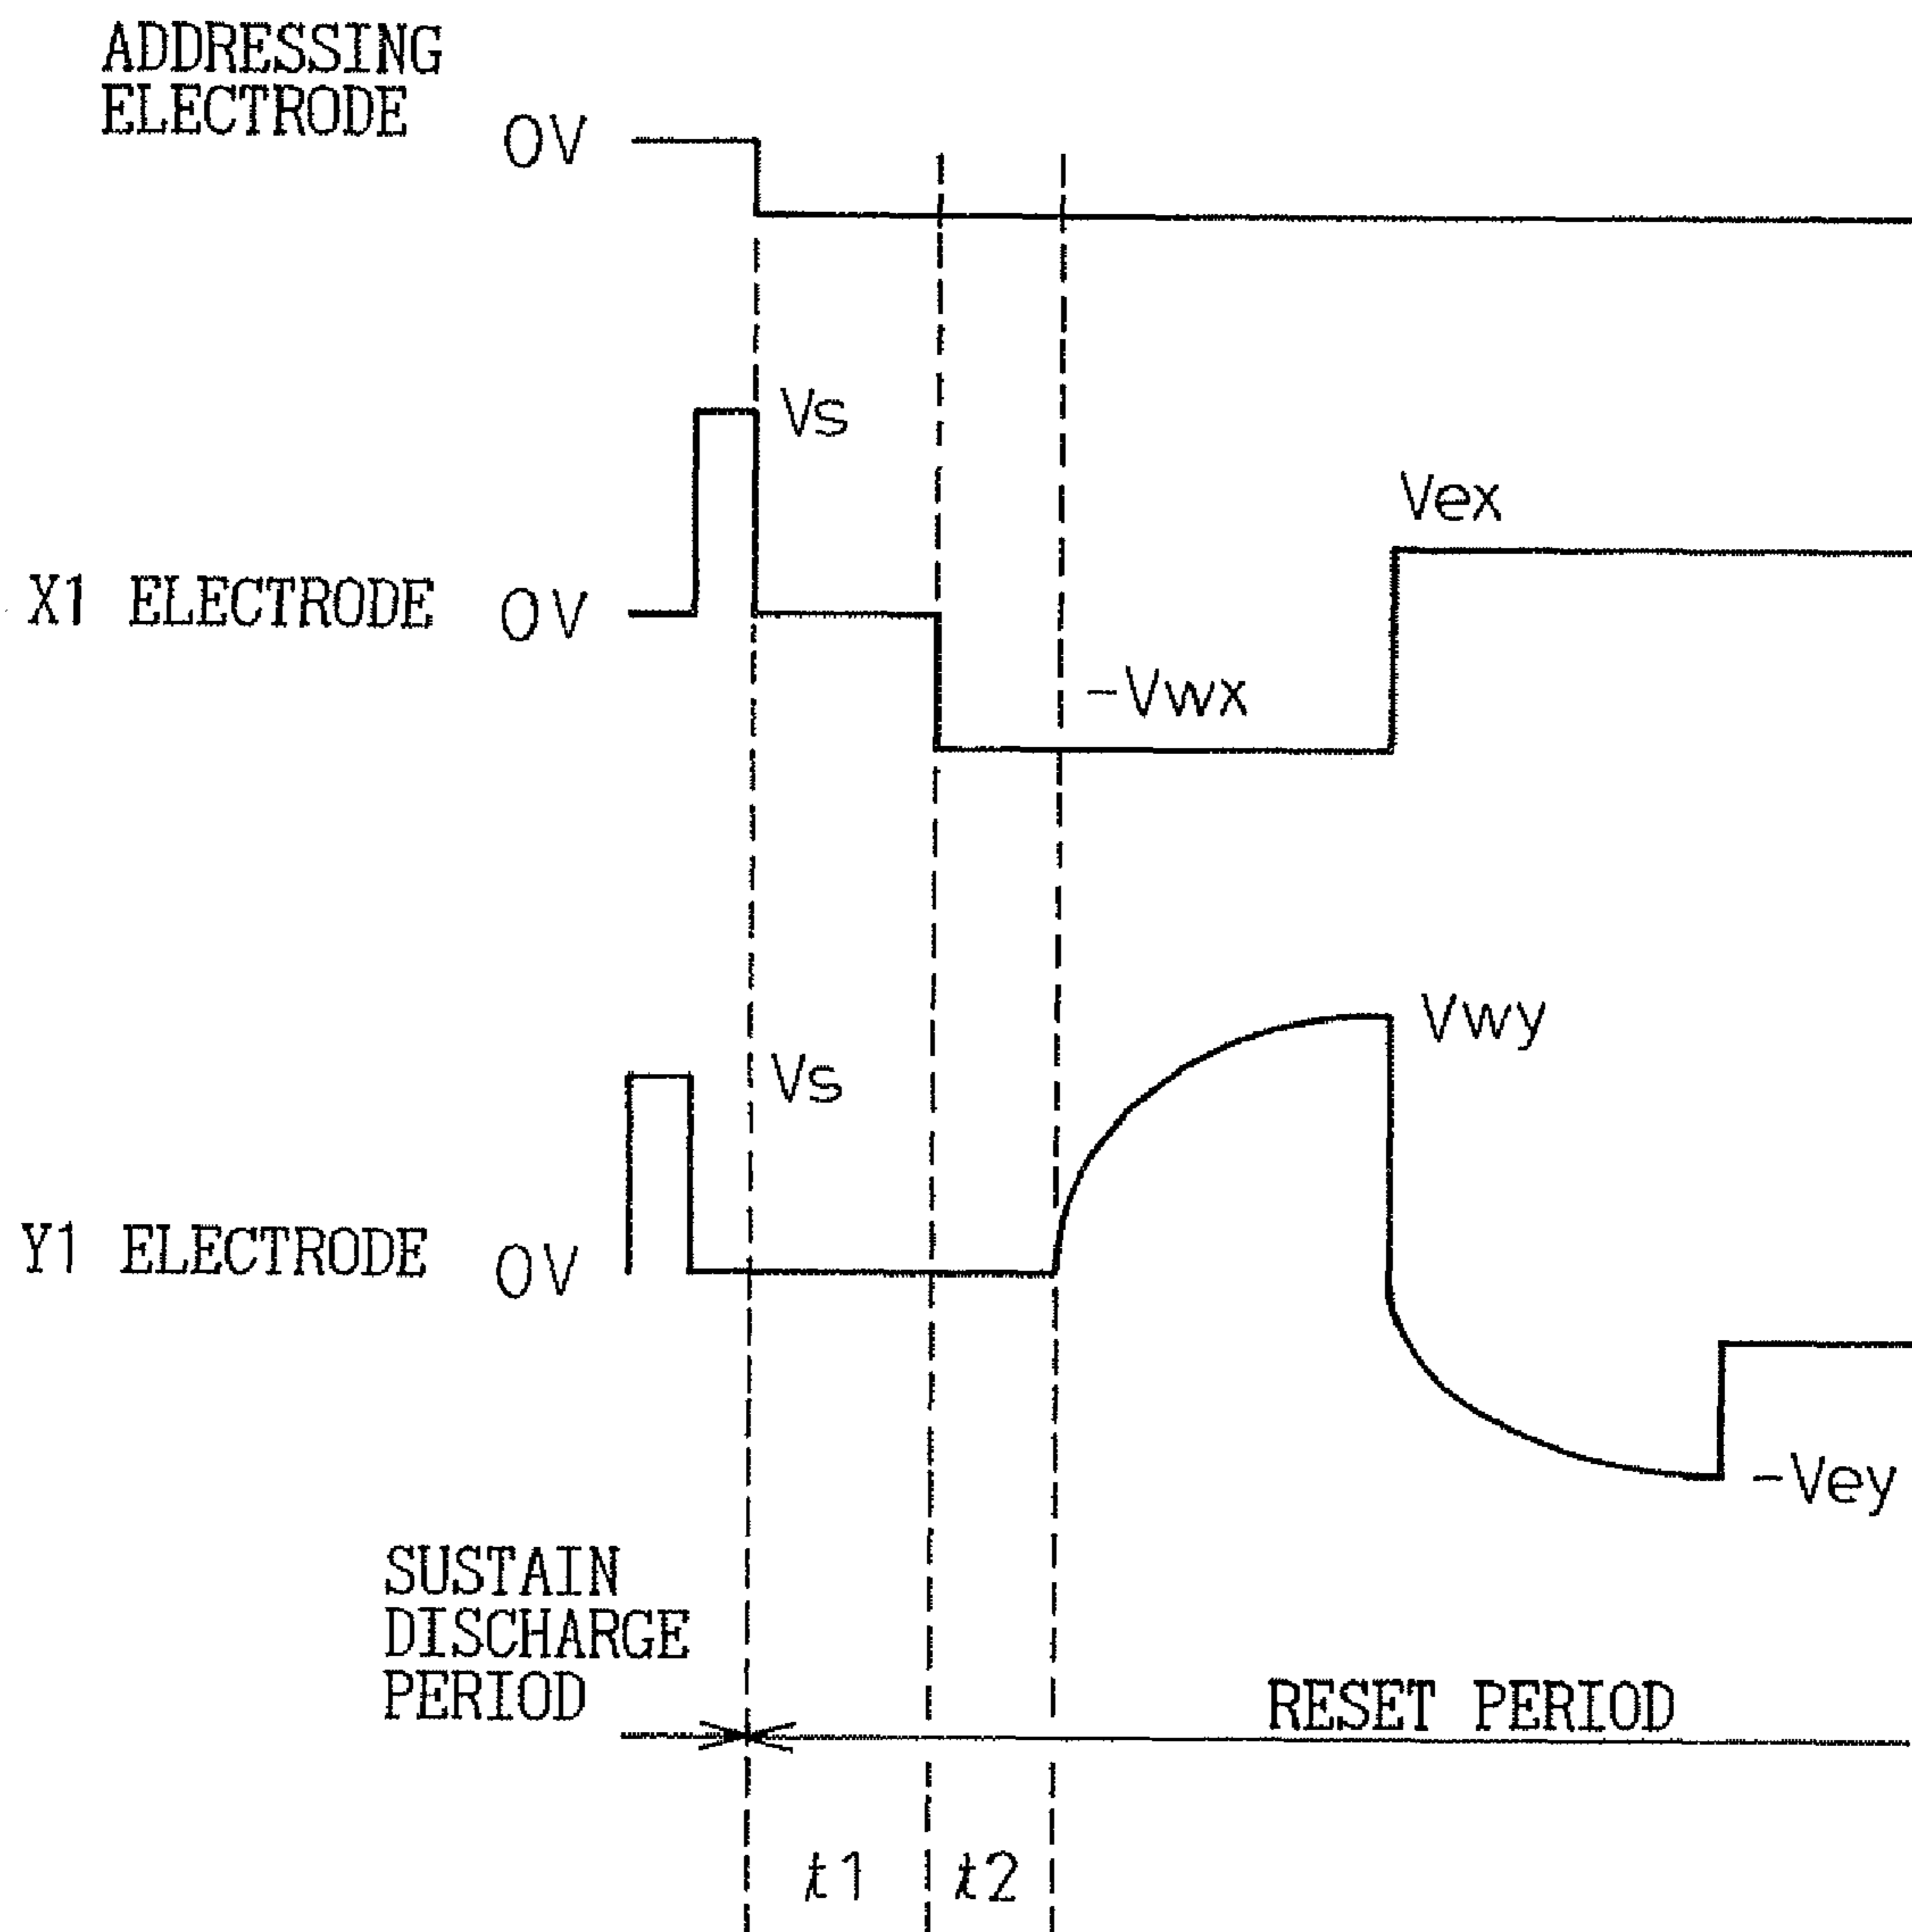 ADDRESSING
ELECTRODE
0V
Vs
Vex
X1 ELECTRODE 0V
-Vwx
Vwy
Vs
Y1 ELECTRODE 0V
-Vey
SUSTAIN
DISCHARGE
PERIOD
RESET PERIOD
t1 t2